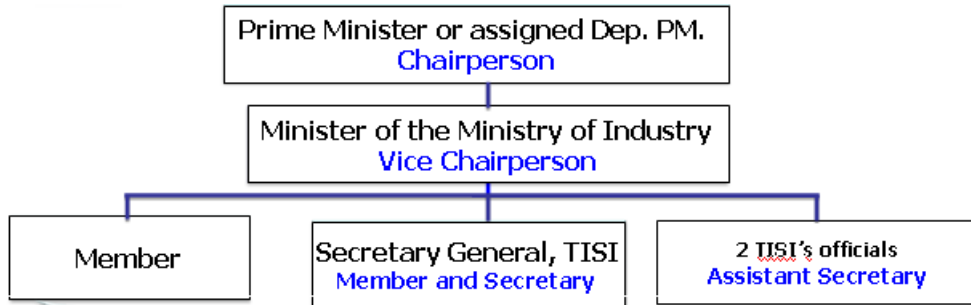 Prime Minister or assigned Dep. PM.
Chairperson
Minister of the Ministry of Industry
Vice Chairperson
Member
Secretary General, TISI
Member and Secretary
2 TISI's officials
Assistant Secretary